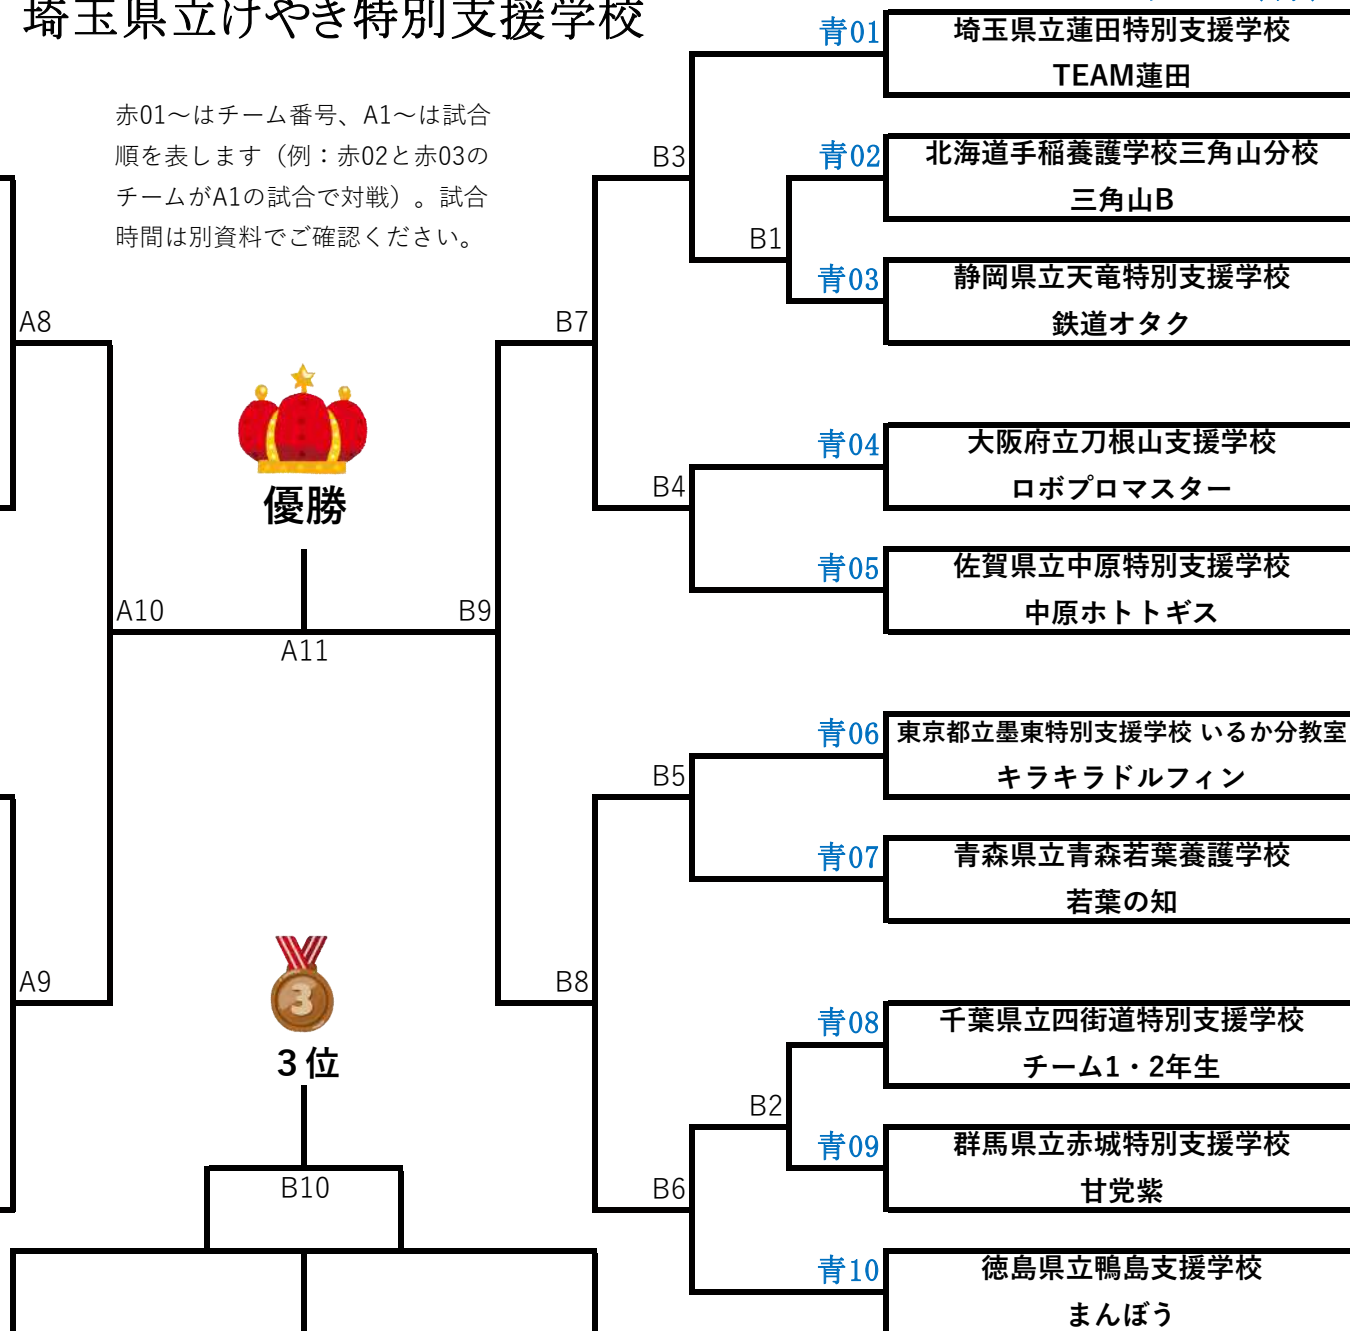 埼玉県立けやき特別支援学校
赤01～はチーム番号、A1～は試合
順を表します（例：赤02と赤03の
チームがA1の試合で対戦）。試合
時間は別資料でご確認ください。
A8
A10
A9
優勝
A11
3
３位
B10
B9
B7
B8
B3
B4
B5
B6
B1
B2
青01
埼玉県立蓮田特別支援学校
TEAM蓮田
青02
北海道手稲養護学校三角山分校
三角山B
青03
静岡県立天竜特別支援学校
鉄道オタク
青04
大阪府立刀根山支援学校
ロボプロマスター
青05
佐賀県立中原特別支援学校
中原ホトトギス
青06
東京都立墨東特別支援学校 いるか分教室
キラキラドルフィン
青07
青森県立青森若葉養護学校
若葉の知
青08
千葉県立四街道特別支援学校
チーム1・2年生
青09
群馬県立赤城特別支援学校
甘党紫
青10
徳島県立鴨島支援学校
まんぼう